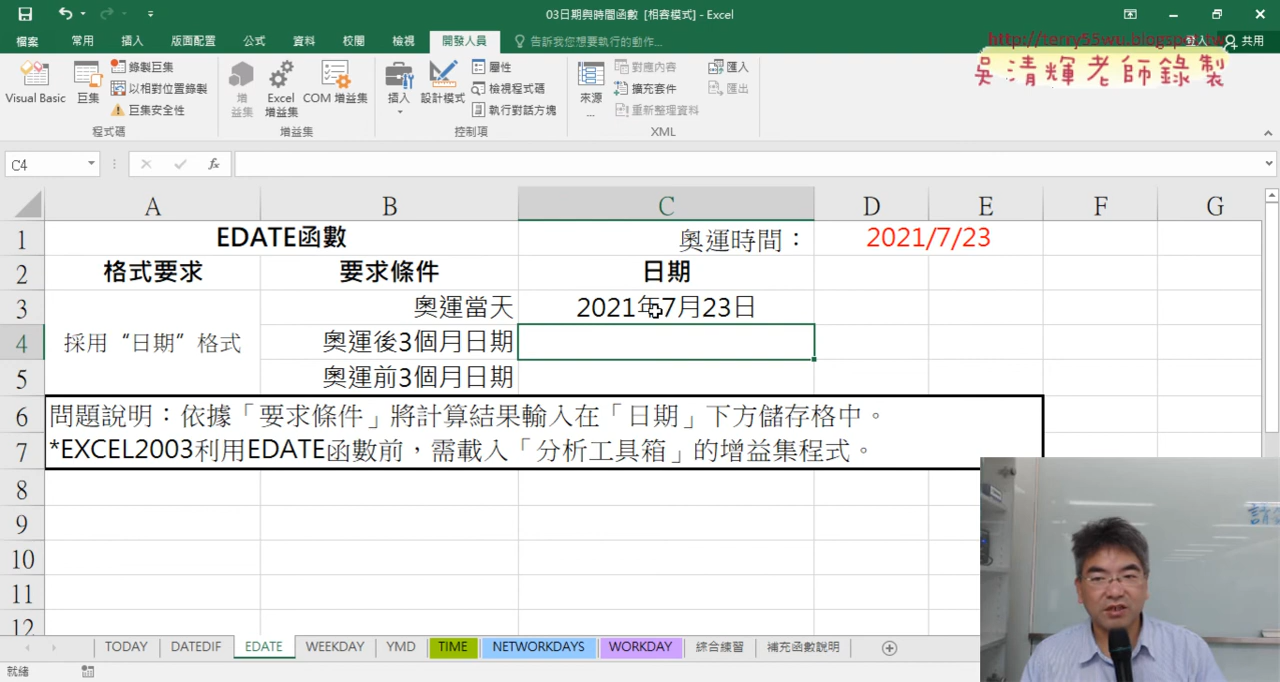 03日期與時間函數 [相容模式] - Excel
檔案 常用 插入 版面配置 公式 資料 校閱 檢視 開發人員 告訴我您想要執行的動作... 登入 共用
http://terry55wu.blogspot.tw
吳清輝老師錄製
Visual Basic 巨集 錄製巨集 以相對位置錄製 巨集安全性
程式碼
增益集 Excel 增益集 COM 增益集
增益集
插入 設計模式 屬性 檢視程式碼 執行對話方塊
控制項
來源... 對應內容 擴充套件 重新整理資料 匯入 匯出
XML
C4 fx
A B C D E F G
1 EDATE函數 奧運時間： 2021/7/23
2 格式要求 要求條件 日期
3 奧運當天 2021年7月23日
採用“日期”格式
4 奧運後3個月日期
5 奧運前3個月日期
6 問題說明：依據「要求條件」將計算結果輸入在「日期」下方儲存格中。
7 *EXCEL2003利用EDATE函數前，需載入「分析工具箱」的增益集程式。
8
9
10
11
12
TODAY DATEDIF EDATE WEEKDAY YMD TIME NETWORKDAYS WORKDAY 綜合練習 補充函數說明
就緒